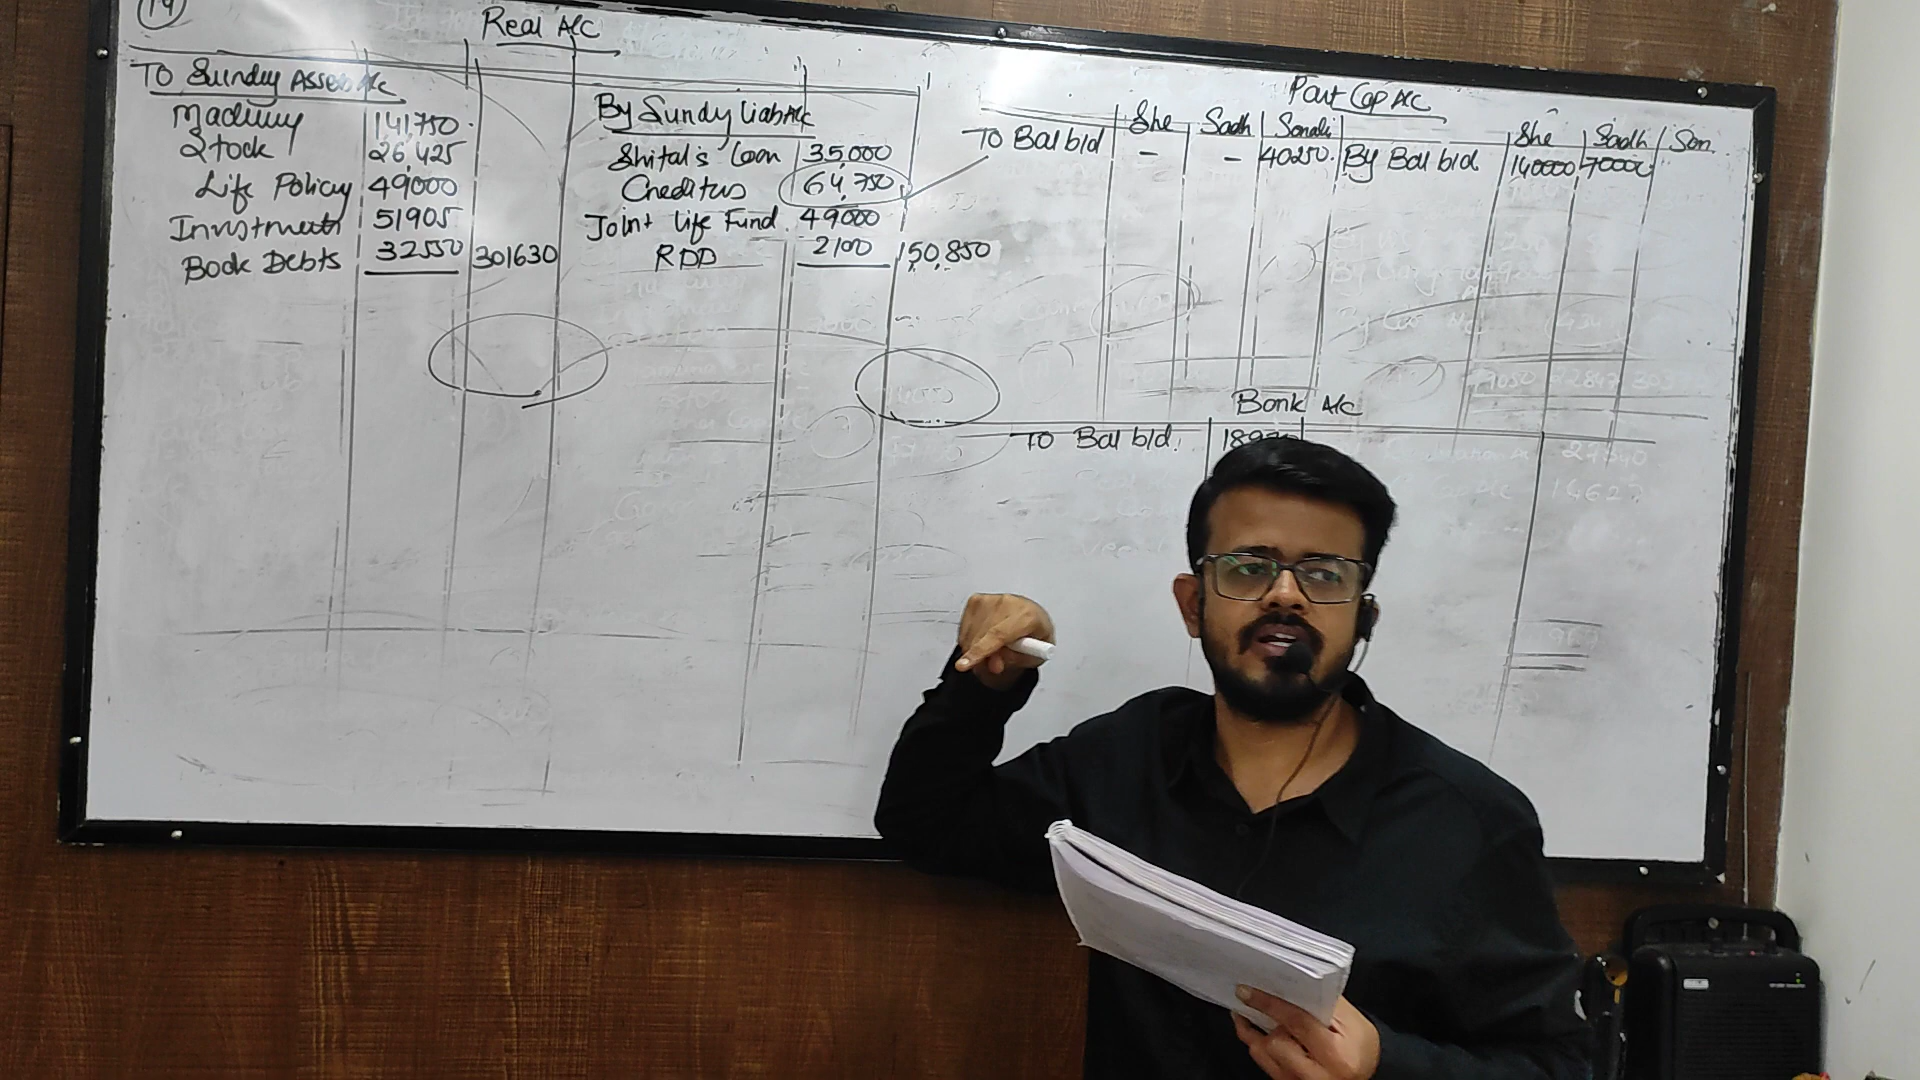 14
Real A/c
To Sundry Assets A/c
Machinery 141,750
Stock 26,425
Life Policy 49000
Investments 51905
Book Debts 32550 301630
By Sundry Liab A/c
Shital's Loan 35,000
Creditors 64,750
Joint Life Fund 49000
RDD 2100 150,850
Part Cap A/c
She Sadh Sonali She Sadh Son
To Bal b/d - - 40250 By Bal b/d 140000 70000
Bank A/c
To Bal b/d.